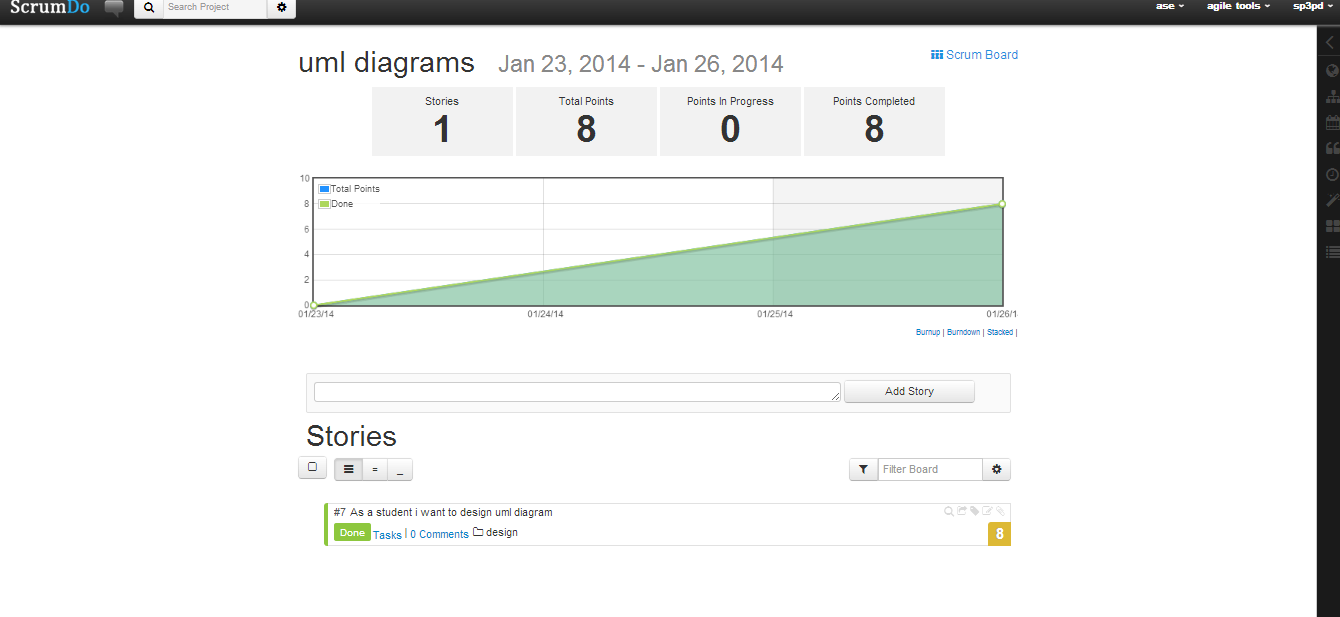 ScrumDo Search Project ase agile tools sp3pd
uml diagrams Jan 23, 2014 - Jan 26, 2014 Scrum Board
Stories Total Points Points In Progress Points Completed
1 8 0 8
10
Total Points
8 Done
6
4
2
0
01/23/14 01/24/14 01/25/14 01/26/1
Burnup | Burndown | Stacked |
Add Story
Stories
= _ Filter Board
#7 As a student i want to design uml diagram
Done Tasks | 0 Comments design 8